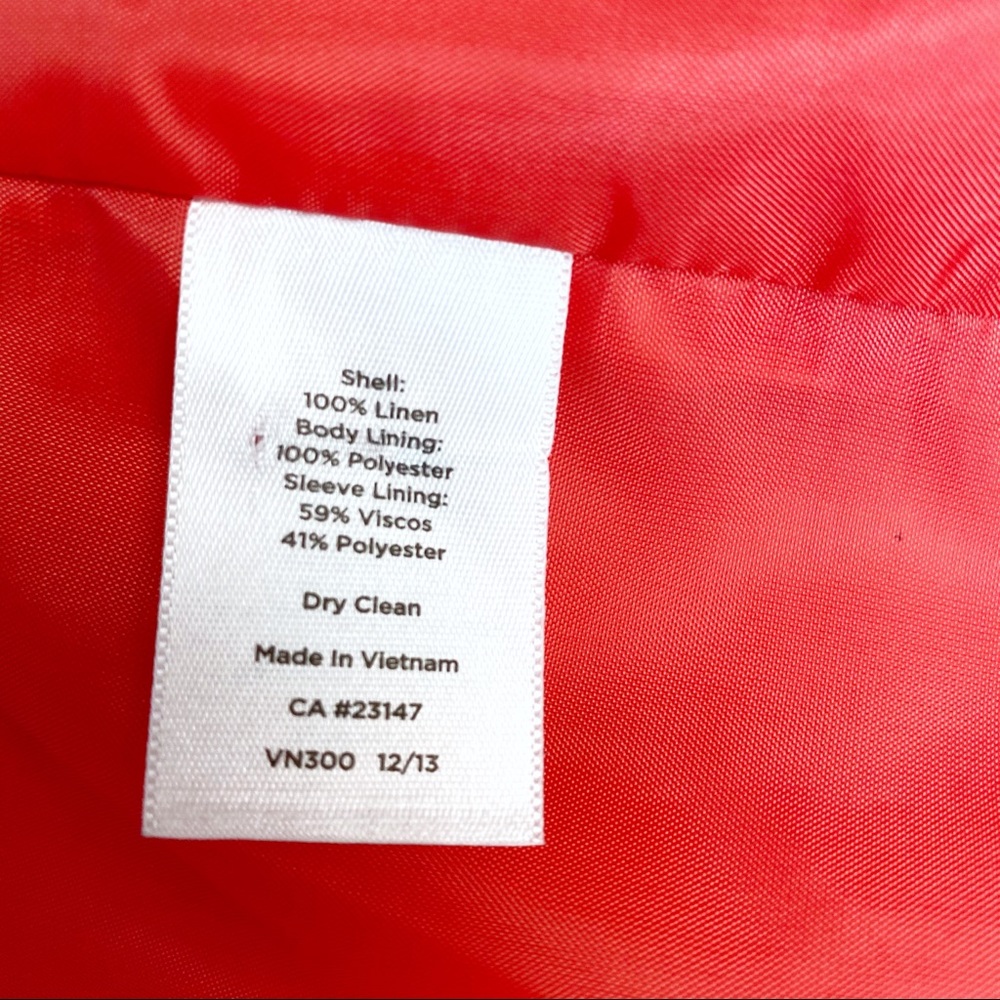 Shell:
100% Linen
Body Lining:
100% Polyester
Sleeve Lining:
59% Viscos
41% Polyester
Dry Clean
Made In Vietnam
CA #23147
VN300 12/13